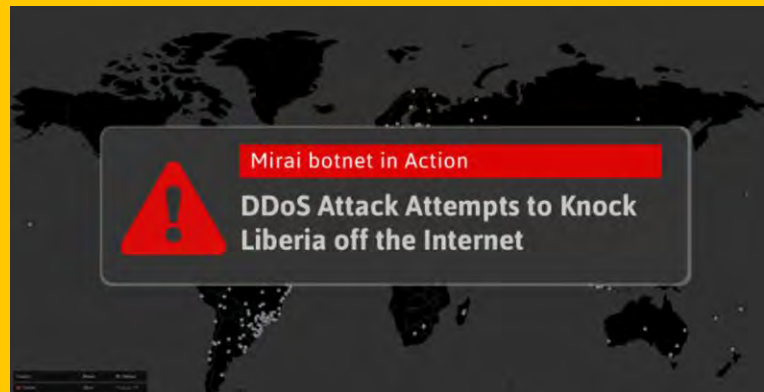 Mirai botnet in Action
DDoS Attack Attempts to Knock
Liberia off the Internet